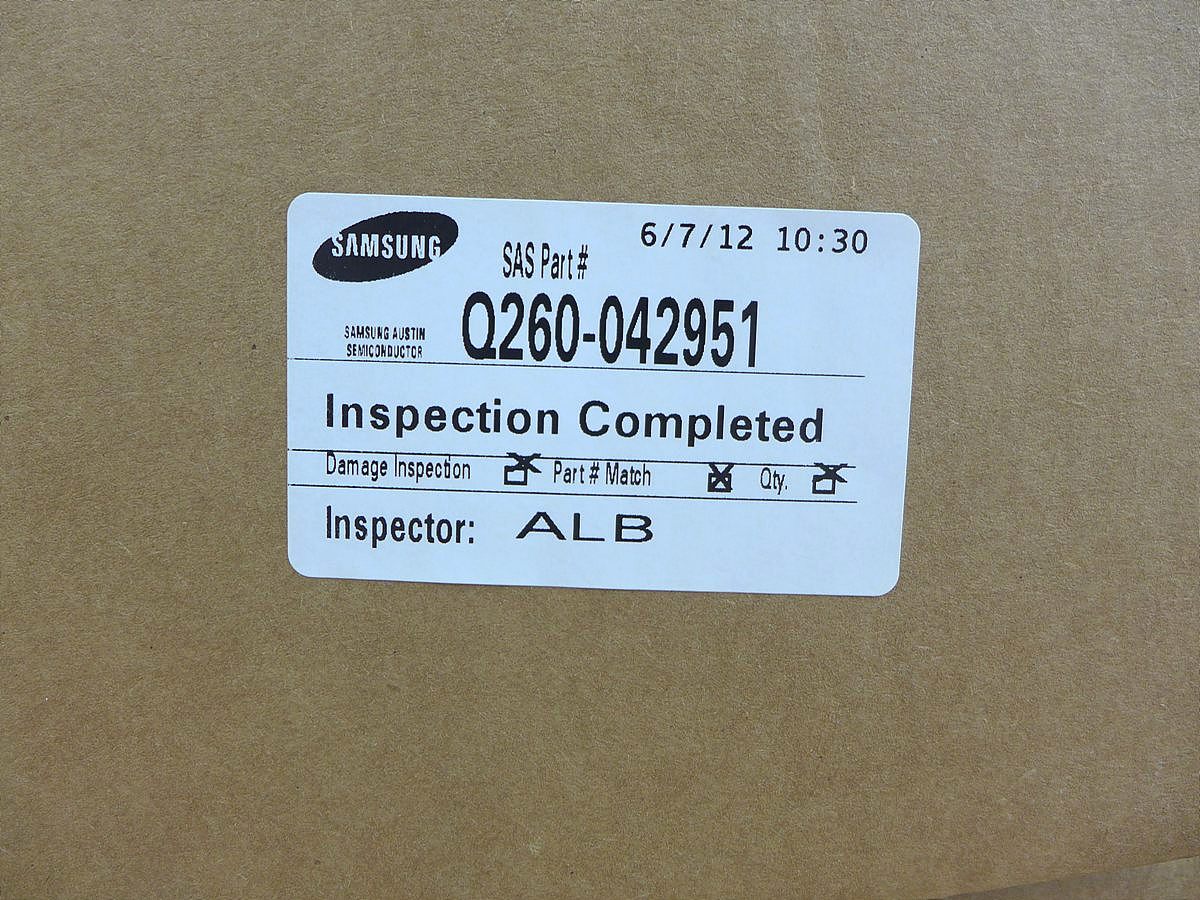 SAMSUNG
6/7/12 10:30
SAS Part #
SAMSUNG AUSTIN
SEMICONDUCTOR
Q260-042951
Inspection Completed
Damage Inspection Part # Match Qty.
Inspector: ALB